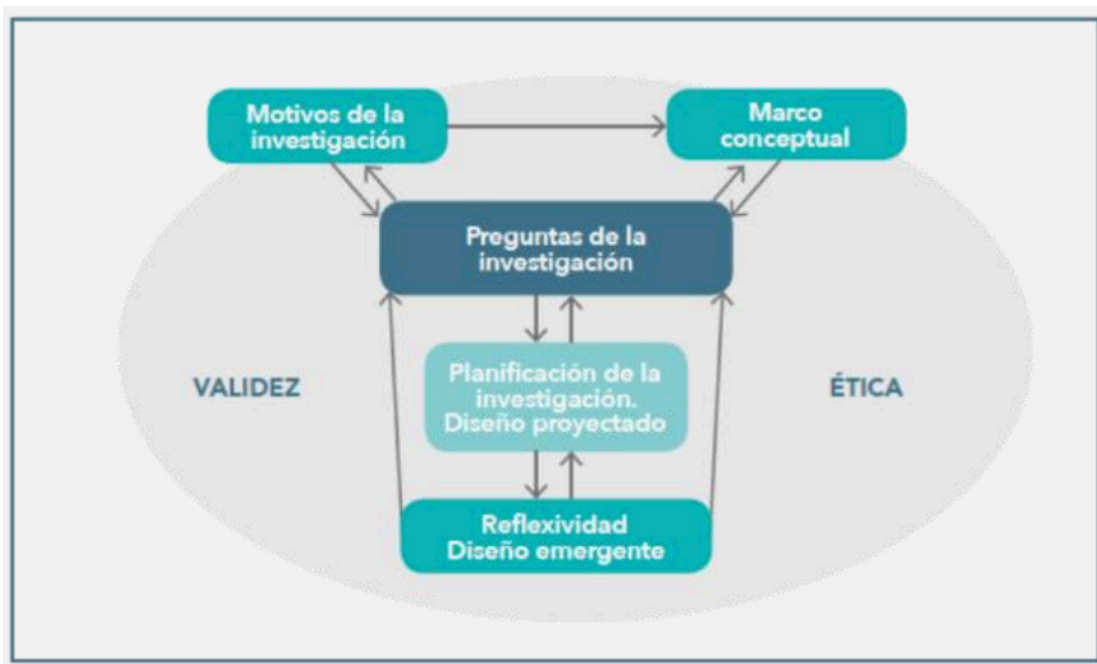 Motivos de la
investigación
Marco
conceptual
Preguntas de la
investigación
VALIDEZ
Planificación de la
investigación.
Diseño proyectado
ÉTICA
Reflexividad
Diseño emergente